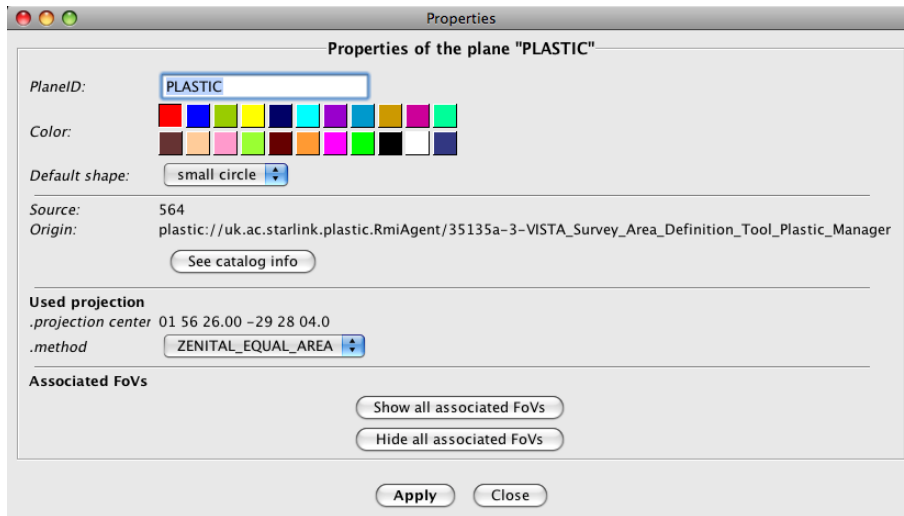 Properties
Properties of the plane "PLASTIC"
PlaneID: PLASTIC
Color:
Default shape: small circle
Source: 564
Origin: plastic://uk.ac.starlink.plastic.RmiAgent/35135a-3-VISTA_Survey_Area_Definition_Tool_Plastic_Manager
See catalog info
Used projection
.projection center 01 56 26.00 -29 28 04.0
.method ZENITAL_EQUAL_AREA
Associated FoVs
Show all associated FoVs
Hide all associated FoVs
Apply Close